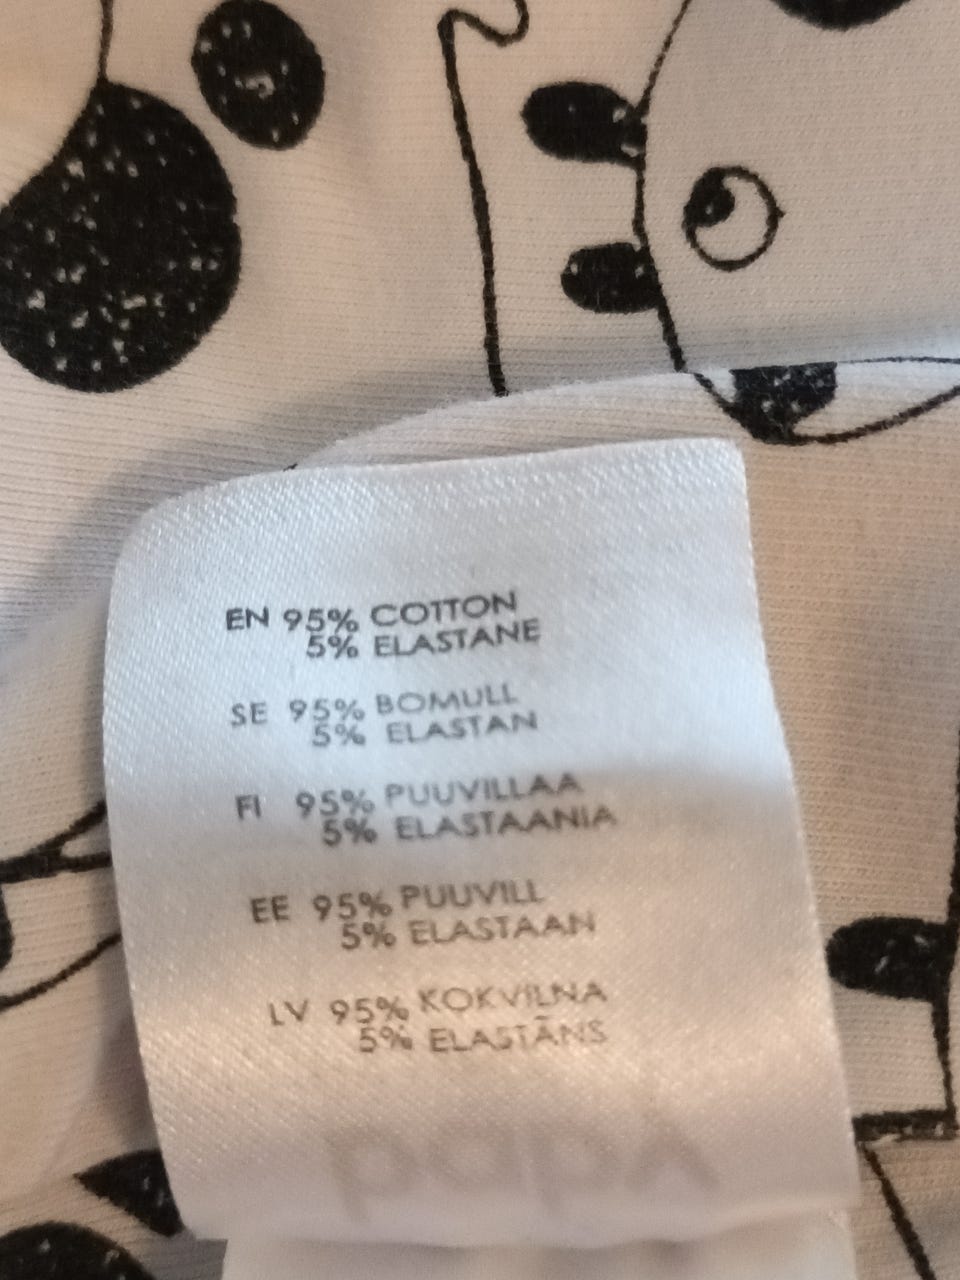 EN 95% COTTON
5% ELASTANE
SE 95% BOMULL
5% ELASTAN
FI 95% PUUVILLAA
5% ELASTAANIA
EE 95% PUUVILL
5% ELASTAAN
LV 95% KOKVILNA
5% ELASTĀNS